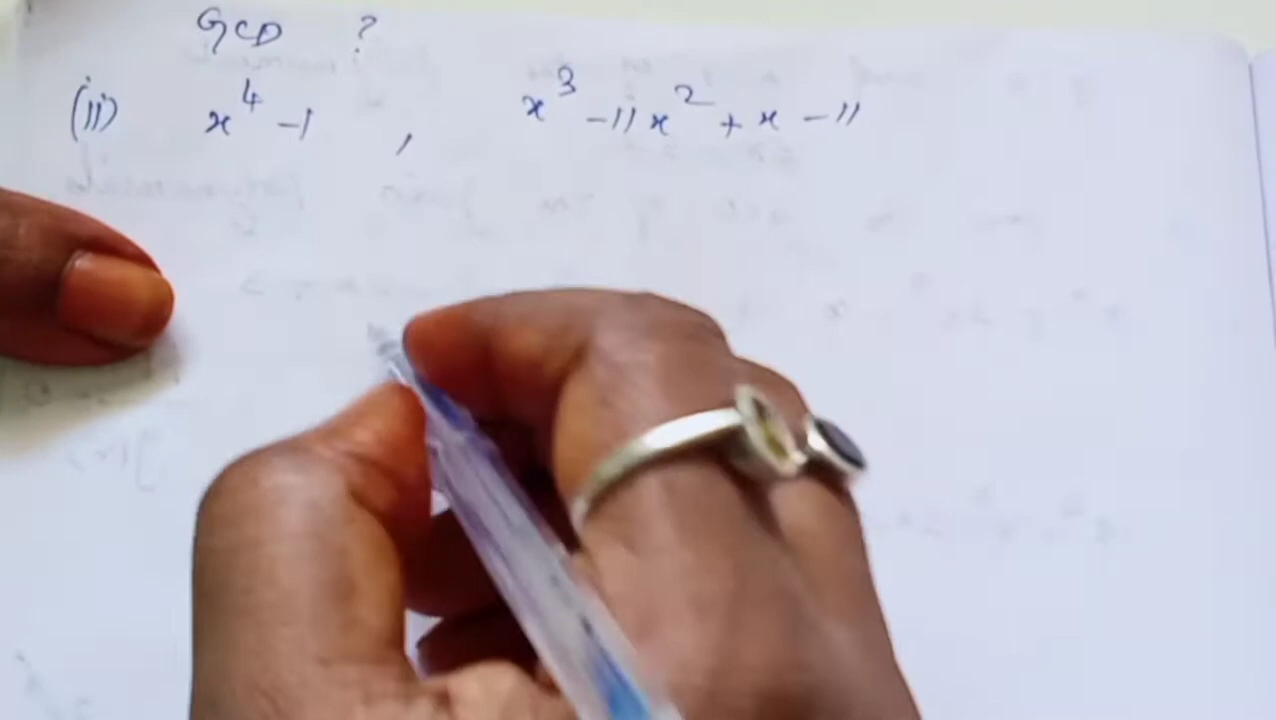 GCD ?
(ii) x⁴ -1 , x³ -11x² + x -11